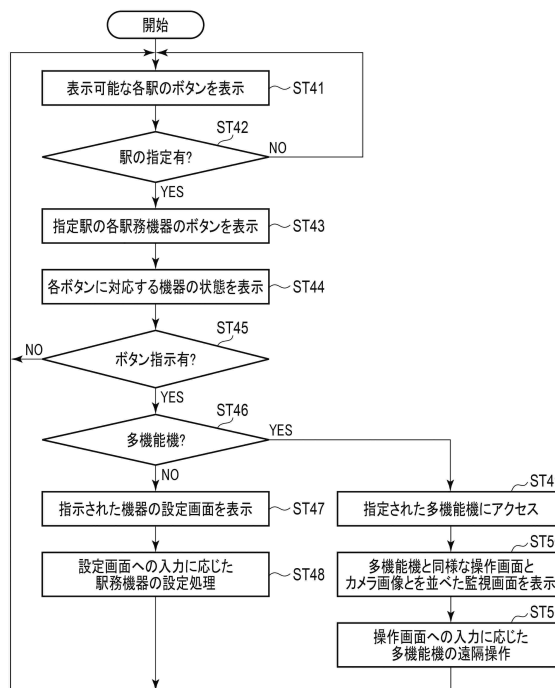 開始
表示可能な各駅のボタンを表示
ST41
ST42
駅の指定有?
NO
YES
指定駅の各駅務機器のボタンを表示
ST43
各ボタンに対応する機器の状態を表示
ST44
ST45
NO
ボタン指示有?
YES
ST46
多機能機?
YES
NO
指示された機器の設定画面を表示
ST47
ST4
指定された多機能機にアクセス
設定画面への入力に応じた
駅務機器の設定処理
ST48
ST5
多機能機と同様な操作画面と
カメラ画像とを並べた監視画面を表示
ST5
操作画面への入力に応じた
多機能機の遠隔操作